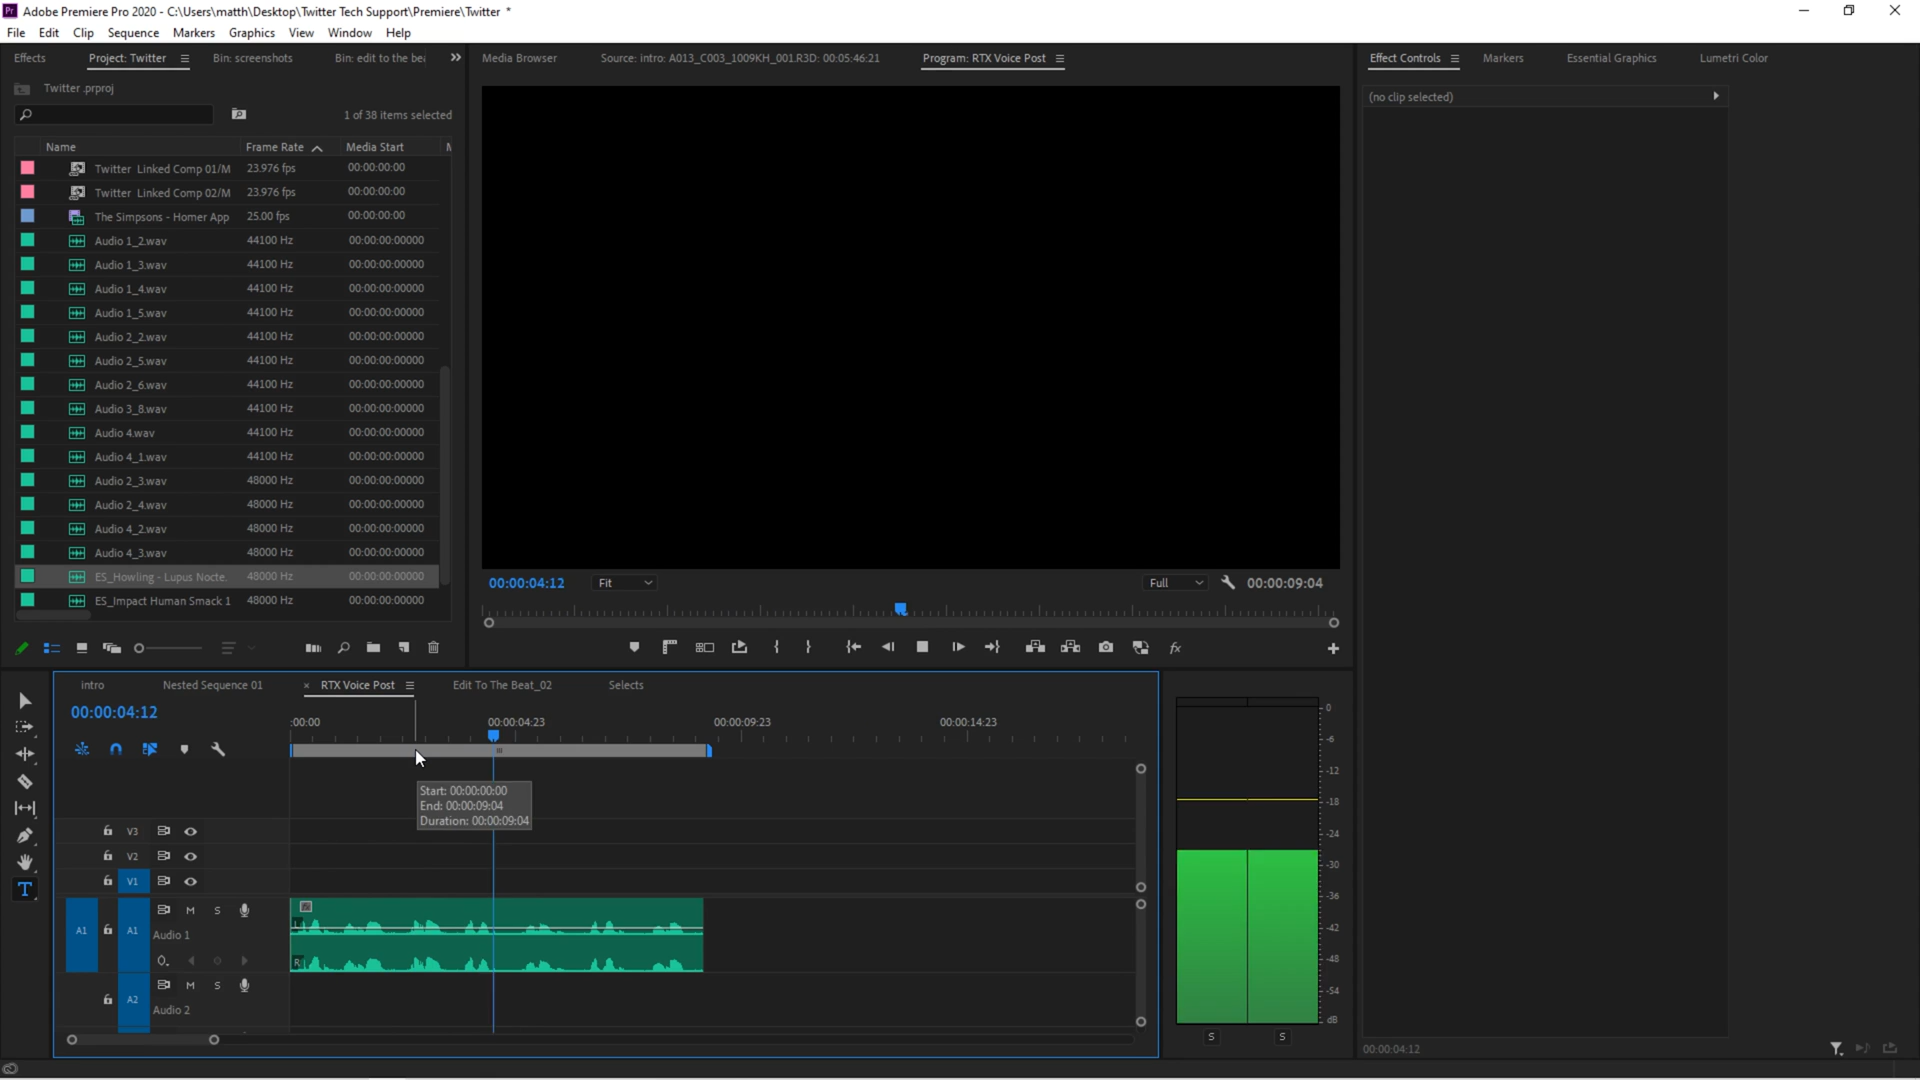 Adobe Premiere Pro 2020 - C:\Users\matth\Desktop\Twitter Tech Support\Premiere\Twitter *
File Edit Clip Sequence Markers Graphics View Window Help
Effects Project: Twitter Bin: screenshots Bin: edit to the bea
Twitter .prproj
1 of 38 items selected
Name Frame Rate Media Start M
Twitter Linked Comp 01/M 23.976 fps 00:00:00:00
Twitter Linked Comp 02/M 23.976 fps 00:00:00:00
The Simpsons - Homer App 25.00 fps 00:00:00:00
Audio 1_2.wav 44100 Hz 00:00:00:00000
Audio 1_3.wav 44100 Hz 00:00:00:00000
Audio 1_4.wav 44100 Hz 00:00:00:00000
Audio 1_5.wav 44100 Hz 00:00:00:00000
Audio 2_2.wav 44100 Hz 00:00:00:00000
Audio 2_5.wav 44100 Hz 00:00:00:00000
Audio 2_6.wav 44100 Hz 00:00:00:00000
Audio 3_8.wav 44100 Hz 00:00:00:00000
Audio 4.wav 44100 Hz 00:00:00:00000
Audio 4_1.wav 44100 Hz 00:00:00:00000
Audio 2_3.wav 48000 Hz 00:00:00:00000
Audio 2_4.wav 48000 Hz 00:00:00:00000
Audio 4_2.wav 48000 Hz 00:00:00:00000
Audio 4_3.wav 48000 Hz 00:00:00:00000
ES_Howling - Lupus Nocte. 48000 Hz 00:00:00:00000
ES_Impact Human Smack 1 48000 Hz 00:00:00:00000
Media Browser Source: intro: A013_C003_1009KH_001.R3D: 00:05:46:21 Program: RTX Voice Post
00:00:04:12 Fit Full 00:00:09:04
Effect Controls Markers Essential Graphics Lumetri Color
(no clip selected)
00:00:04:12
intro Nested Sequence 01 × RTX Voice Post Edit To The Beat_02 Selects
00:00:04:12
:00:00 00:00:04:23 00:00:09:23 00:00:14:23
Start: 00:00:00:00
End: 00:00:09:04
Duration: 00:00:09:04
V3
V2
V1
A1 A1 M S
Audio 1
L
R
A2 M S
Audio 2
0
-6
-12
-18
-24
-30
-36
-42
-48
-54
dB
S S